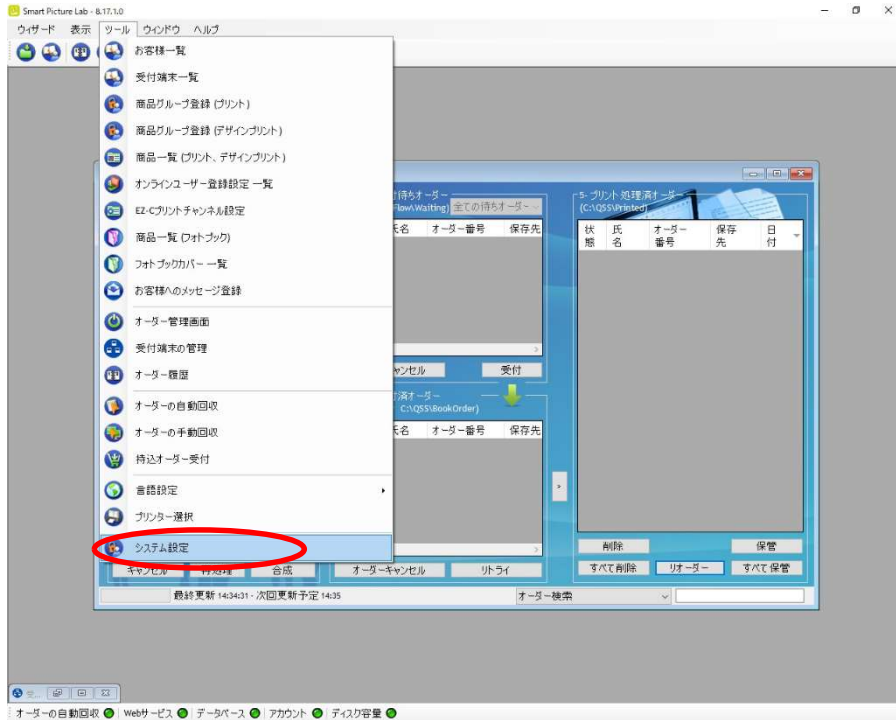 Smart Picture Lab - 8.17.1.0
ウィザード 表示 ツール ウィンドウ ヘルプ
お客様一覧
受付端末一覧
商品グループ登録 (プリント)
商品グループ登録 (デザインプリント)
商品一覧 (プリント、デザインプリント)
オンラインユーザー登録設定 一覧
EZ-Cプリントチャンネル設定
商品一覧 (フォトブック)
フォトブックカバー 一覧
お客様へのメッセージ登録
オーダー管理画面
受付端末の管理
オーダー履歴
オーダーの自動回収
オーダーの手動回収
持込オーダー受付
言語設定
プリンター選択
システム設定
待ちオーダー
Flow\Waiting) 全ての待ちオーダー
氏名 オーダー番号 保存先
キャンセル 受付
済オーダー
C:\QSS\BookOrder)
氏名 オーダー番号 保存先
5- プリント処理済オーダー
(C:\QSS\Printed)
状態 氏名 オーダー番号 保存先 日付
削除 保管
すべて削除 リオーダー すべて保管
キャンセル 再処理 合成 オーダーキャンセル リトライ
最終更新 14:34:31 - 次回更新予定 14:35 オーダー検索
受...
オーダーの自動回収 Webサービス データベース アカウント ディスク容量